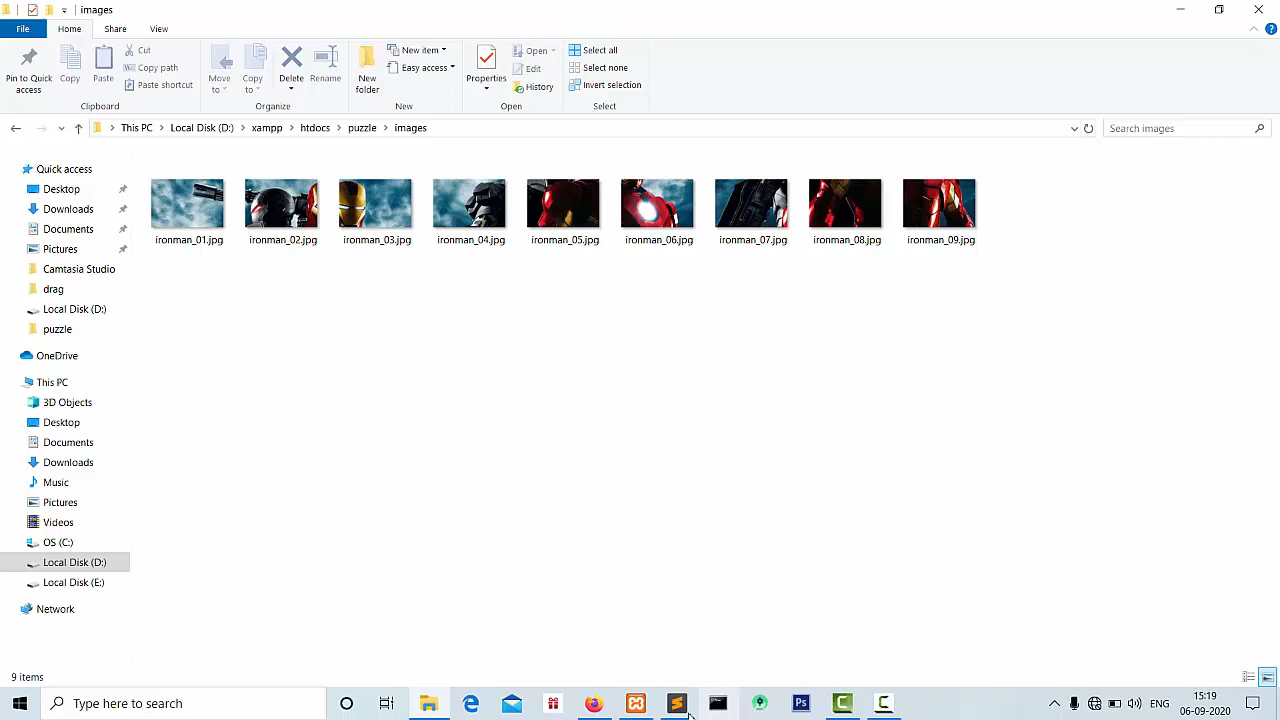 images
File Home Share View
Pin to Quick access
Copy
Paste
Cut
Copy path
Paste shortcut
Clipboard
Move to
Copy to
Delete
Rename
Organize
New folder
New item
Easy access
New
Properties
Open
Edit
History
Open
Select all
Select none
Invert selection
Select
This PC Local Disk (D:) xampp htdocs puzzle images
Search images
Quick access
Desktop
Downloads
Documents
Pictures
Camtasia Studio
drag
Local Disk (D:)
puzzle
OneDrive
This PC
3D Objects
Desktop
Documents
Downloads
Music
Pictures
Videos
OS (C:)
Local Disk (D:)
Local Disk (E:)
Network
ironman_01.jpg ironman_02.jpg ironman_03.jpg ironman_04.jpg ironman_05.jpg ironman_06.jpg ironman_07.jpg ironman_08.jpg ironman_09.jpg
9 items
Type here to search
Ps
ENG
15:19
06-09-2020